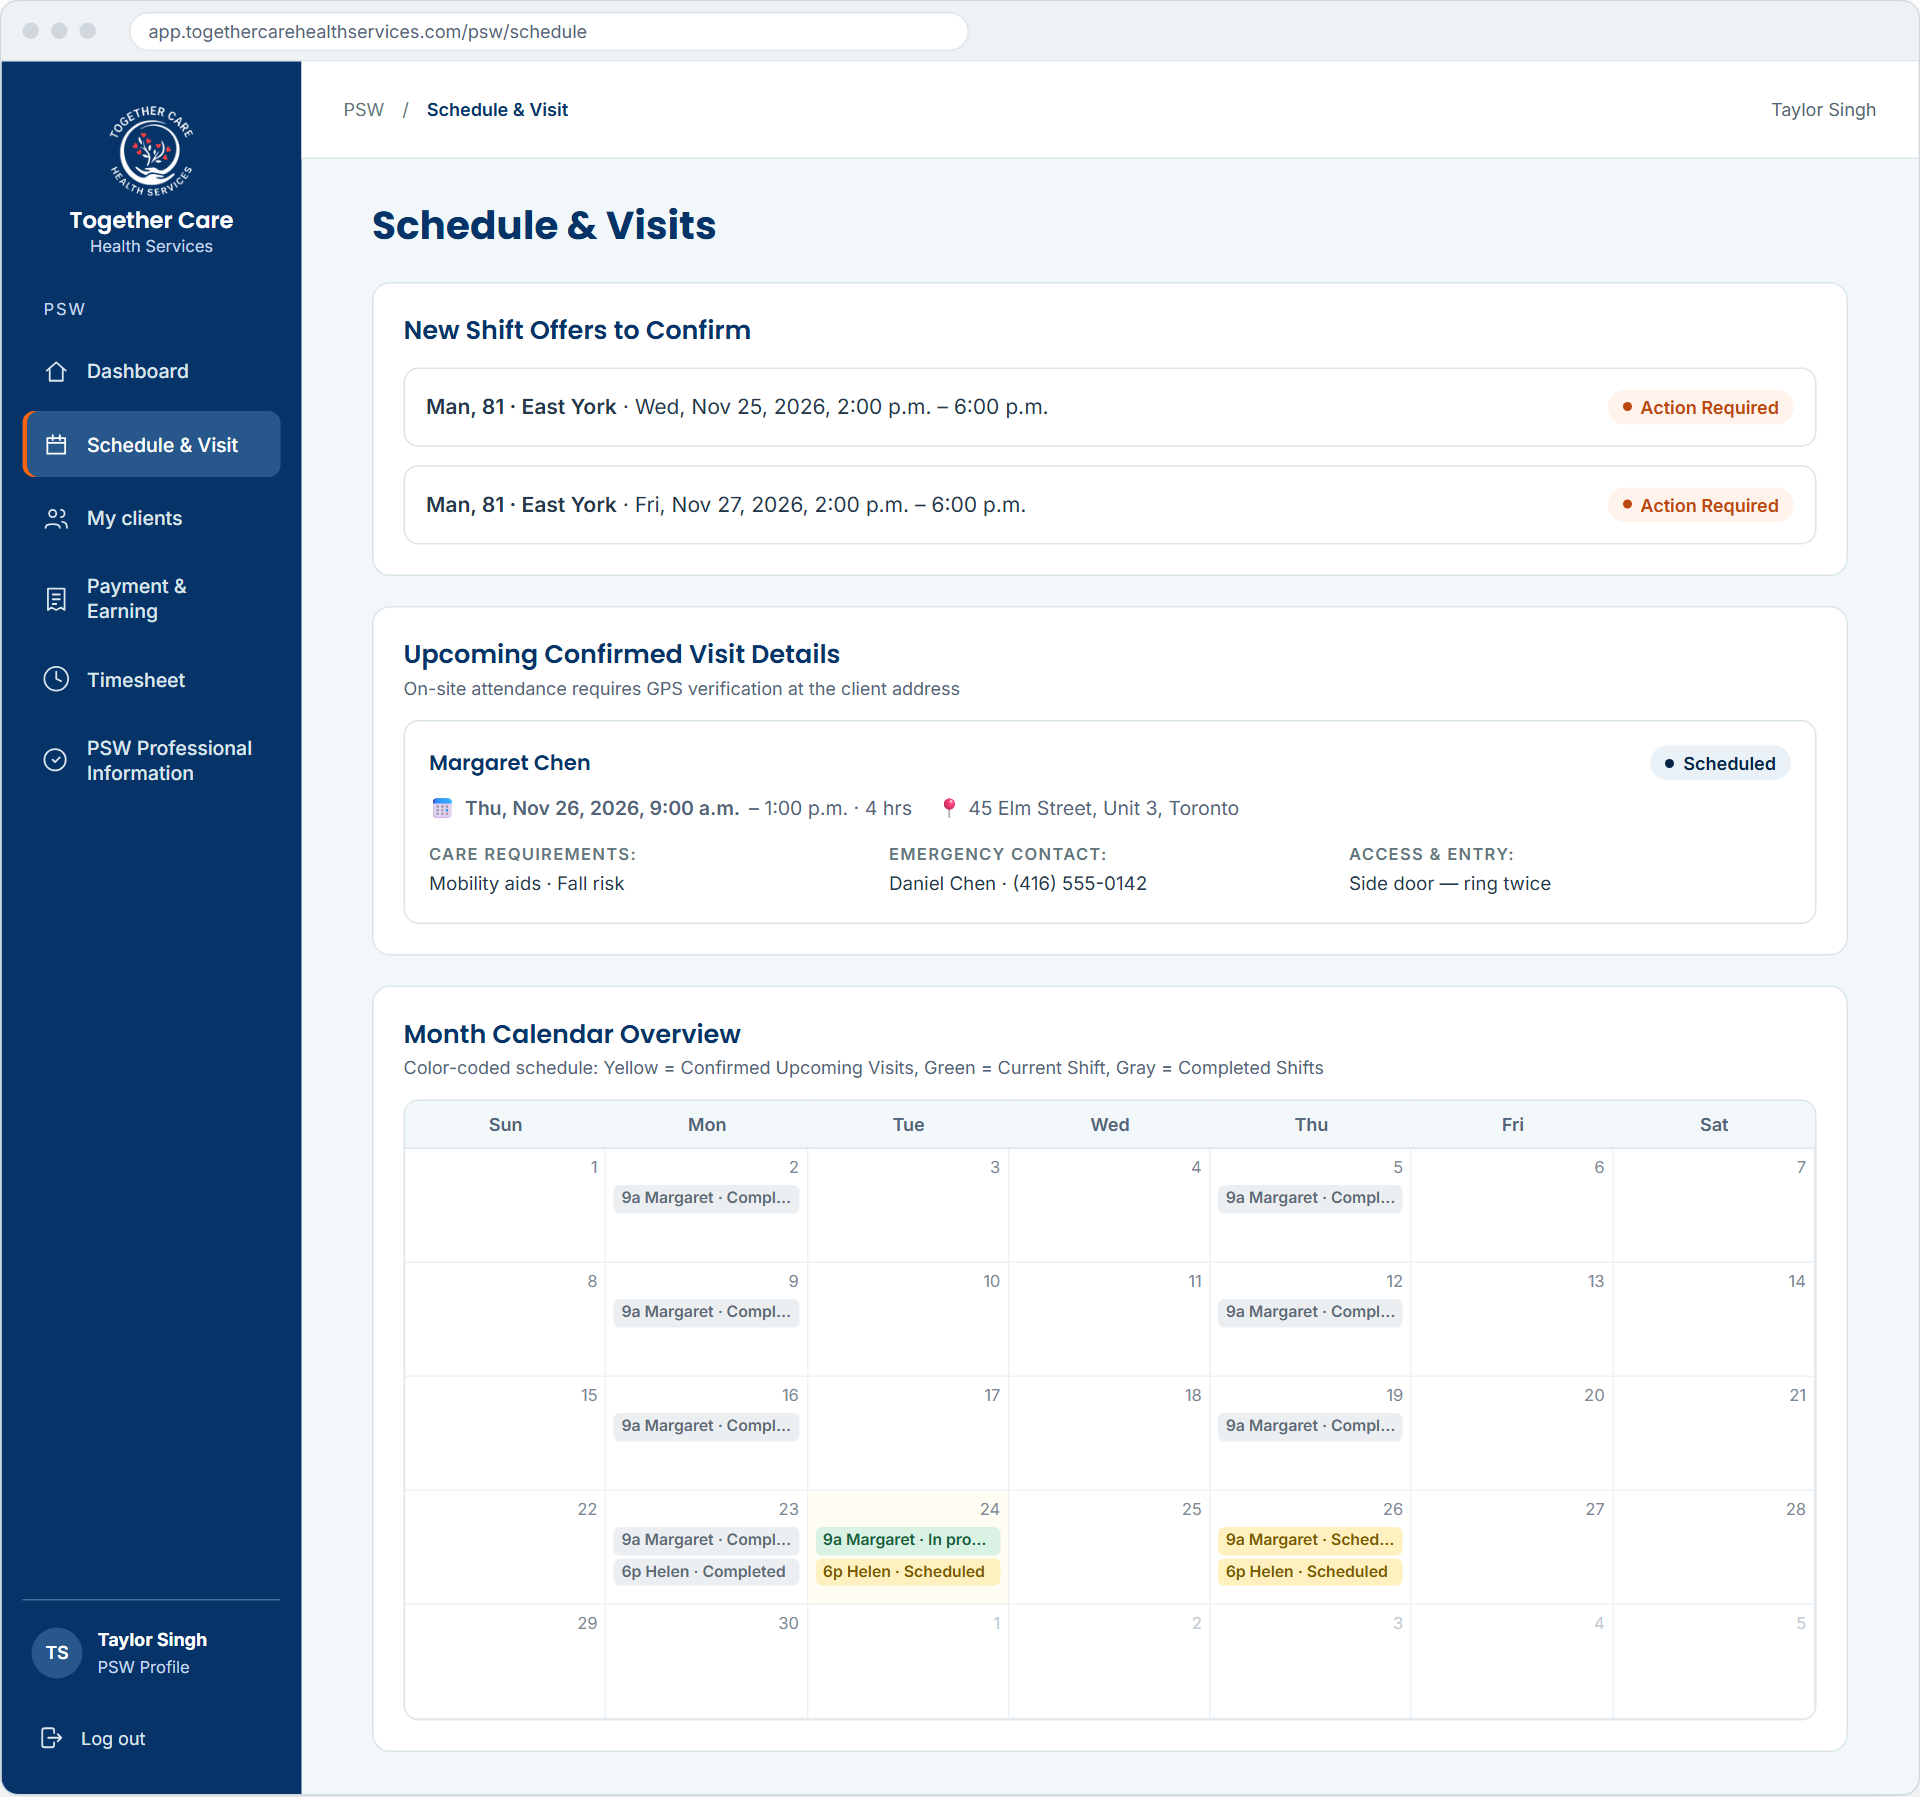 app.togethercarehealthservices.com/psw/schedule
TOGETHER CARE
HEALTH SERVICES
Together Care
Health Services
PSW
Dashboard
Schedule & Visit
My clients
Payment &
Earning
Timesheet
PSW Professional
Information
TS
Taylor Singh
PSW Profile
Log out
PSW / Schedule & Visit
Taylor Singh
Schedule & Visits
New Shift Offers to Confirm
Man, 81 · East York · Wed, Nov 25, 2026, 2:00 p.m. – 6:00 p.m.
Action Required
Man, 81 · East York · Fri, Nov 27, 2026, 2:00 p.m. – 6:00 p.m.
Action Required
Upcoming Confirmed Visit Details
On-site attendance requires GPS verification at the client address
Margaret Chen
Scheduled
Thu, Nov 26, 2026, 9:00 a.m. – 1:00 p.m. · 4 hrs
45 Elm Street, Unit 3, Toronto
CARE REQUIREMENTS:
Mobility aids · Fall risk
EMERGENCY CONTACT:
Daniel Chen · (416) 555-0142
ACCESS & ENTRY:
Side door — ring twice
Month Calendar Overview
Color-coded schedule: Yellow = Confirmed Upcoming Visits, Green = Current Shift, Gray = Completed Shifts
Sun Mon Tue Wed Thu Fri Sat
1 2 3 4 5 6 7
9a Margaret · Compl... 9a Margaret · Compl...
8 9 10 11 12 13 14
9a Margaret · Compl... 9a Margaret · Compl...
15 16 17 18 19 20 21
9a Margaret · Compl... 9a Margaret · Compl...
22 23 24 25 26 27 28
9a Margaret · Compl... 9a Margaret · In pro... 9a Margaret · Sched...
6p Helen · Completed 6p Helen · Scheduled 6p Helen · Scheduled
29 30 1 2 3 4 5